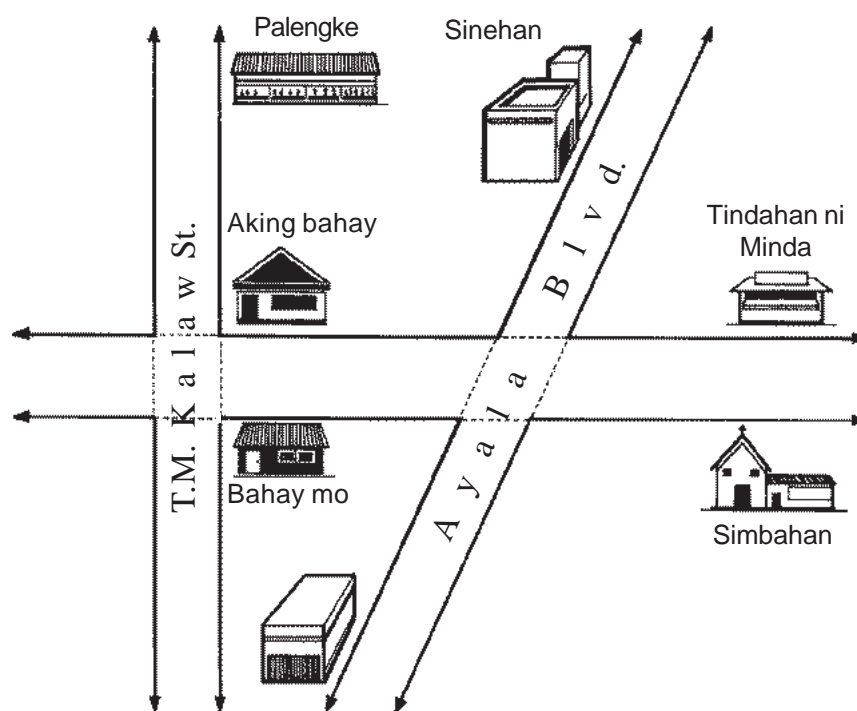 Palengke
Sinehan
Aking bahay
Tindahan ni
Minda
T.M. Kalaw St.
Ayala Blvd.
Bahay mo
Simbahan